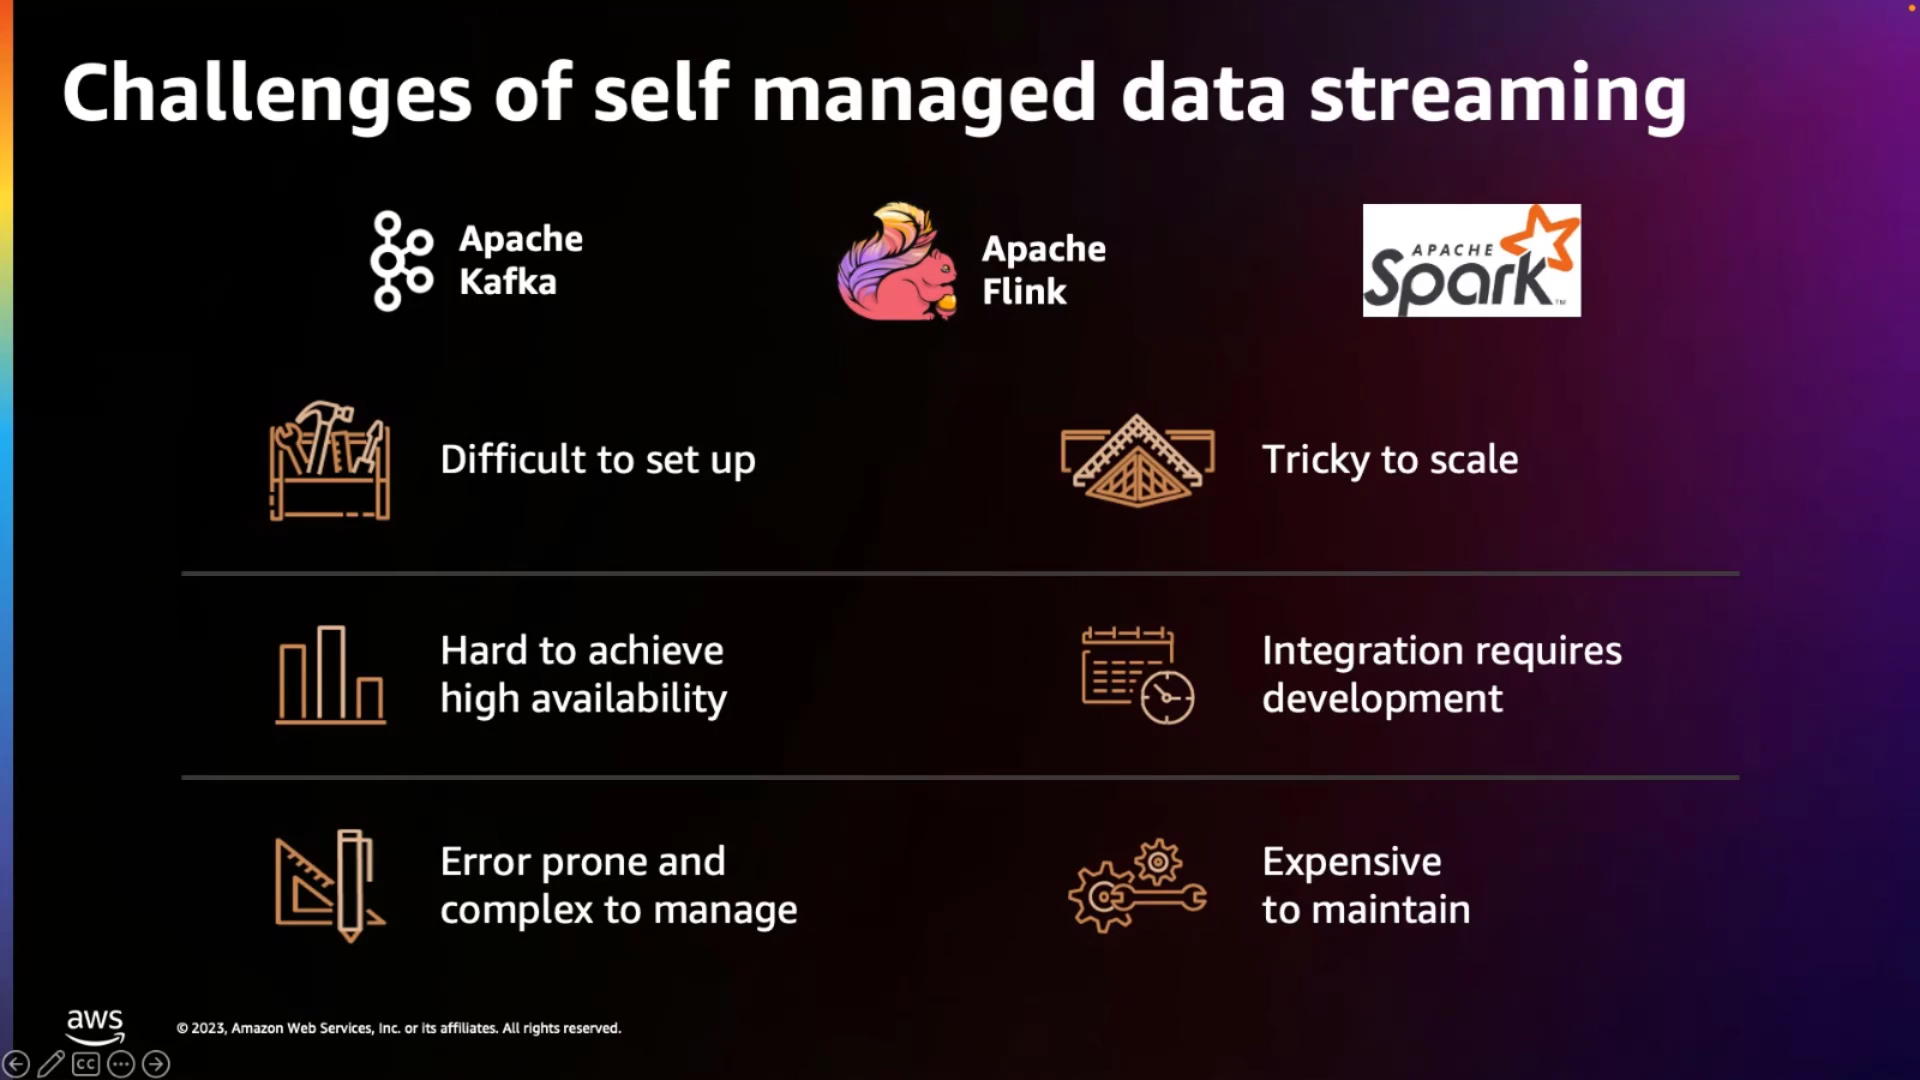 Challenges of self managed data streaming
Apache
Kafka
Apache
Flink
APACHE
Spark™
Difficult to set up
Tricky to scale
Hard to achieve
high availability
Integration requires
development
Error prone and
complex to manage
Expensive
to maintain
aws
© 2023, Amazon Web Services, Inc. or its affiliates. All rights reserved.
CC